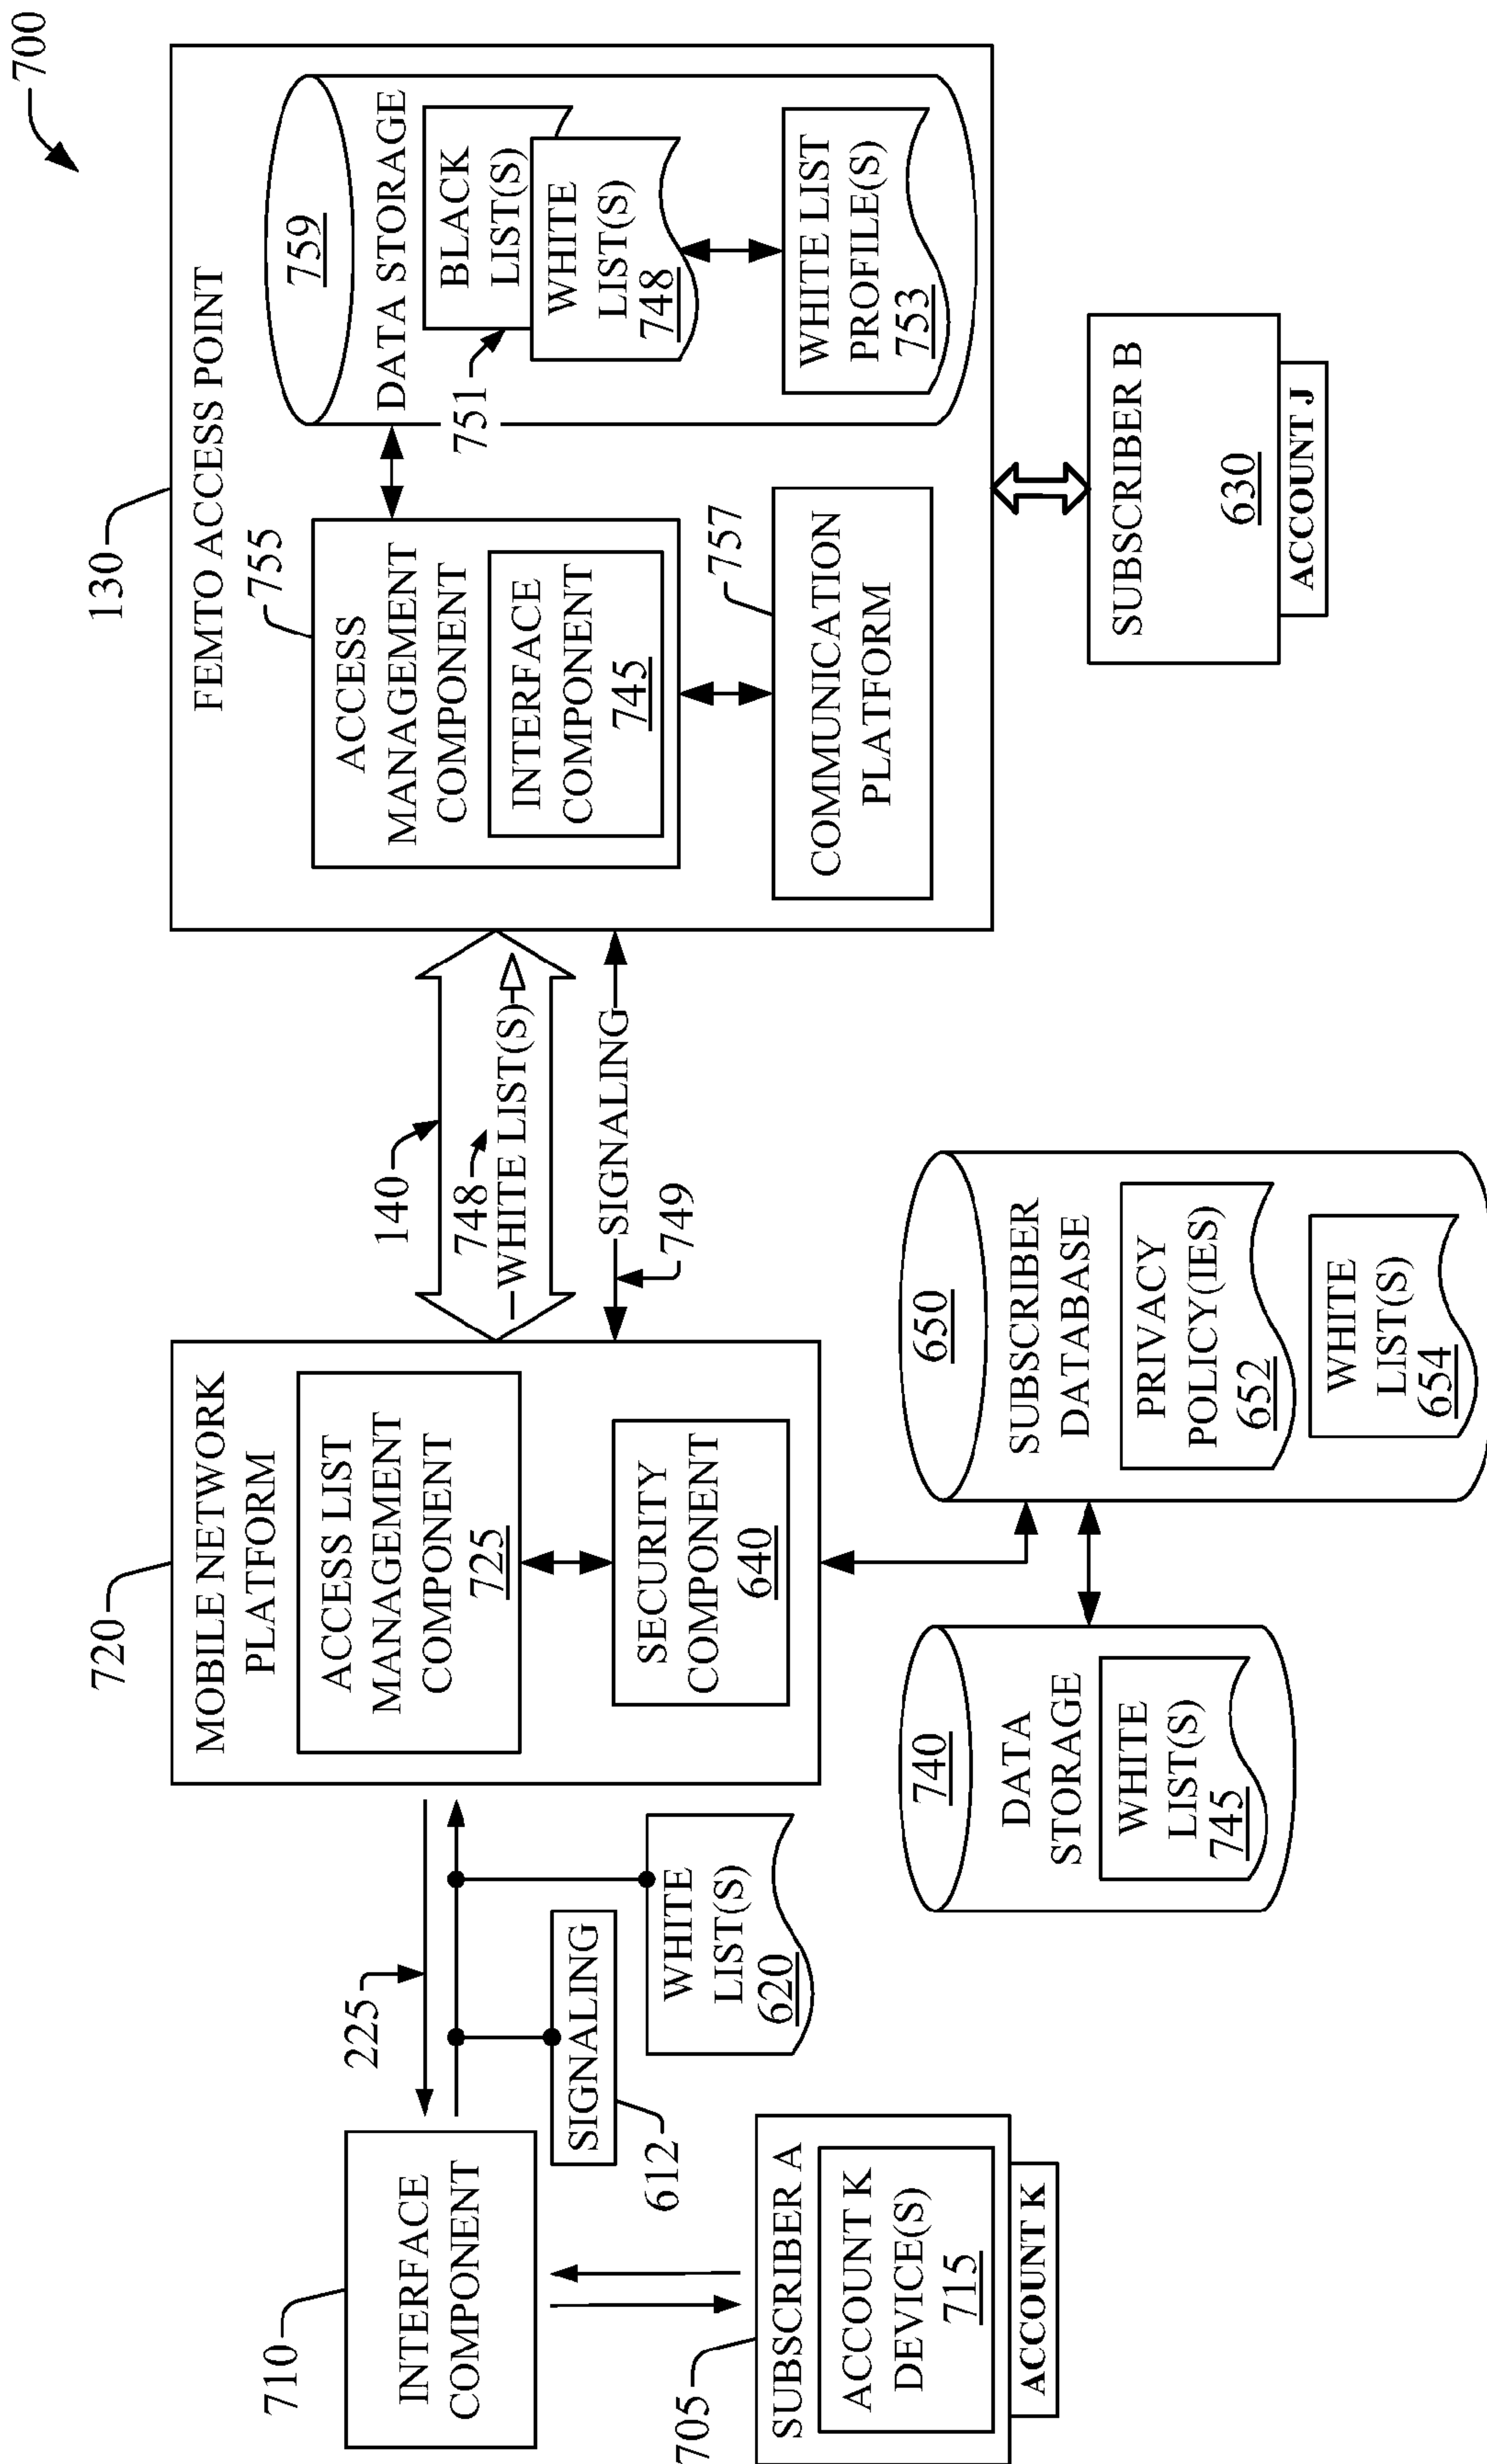 700
130
FEMTO ACCESS POINT
755
ACCESS
MANAGEMENT
COMPONENT
INTERFACE
COMPONENT
745
757
COMMUNICATION
PLATFORM
759
DATA STORAGE
751
BLACK
LIST(S)
WHITE
LIST(S)
748
WHITE LIST
PROFILE(S)
753
SUBSCRIBER B
630
ACCOUNT J
140
748
WHITE LIST(S)
SIGNALING
749
720
MOBILE NETWORK
PLATFORM
ACCESS LIST
MANAGEMENT
COMPONENT
725
SECURITY
COMPONENT
640
650
SUBSCRIBER
DATABASE
PRIVACY
POLICY(IES)
652
WHITE
LIST(S)
654
740
DATA
STORAGE
WHITE
LIST(S)
745
225
SIGNALING
612
WHITE
LIST(S)
620
710
INTERFACE
COMPONENT
705
SUBSCRIBER A
ACCOUNT K
DEVICE(S)
715
ACCOUNT K